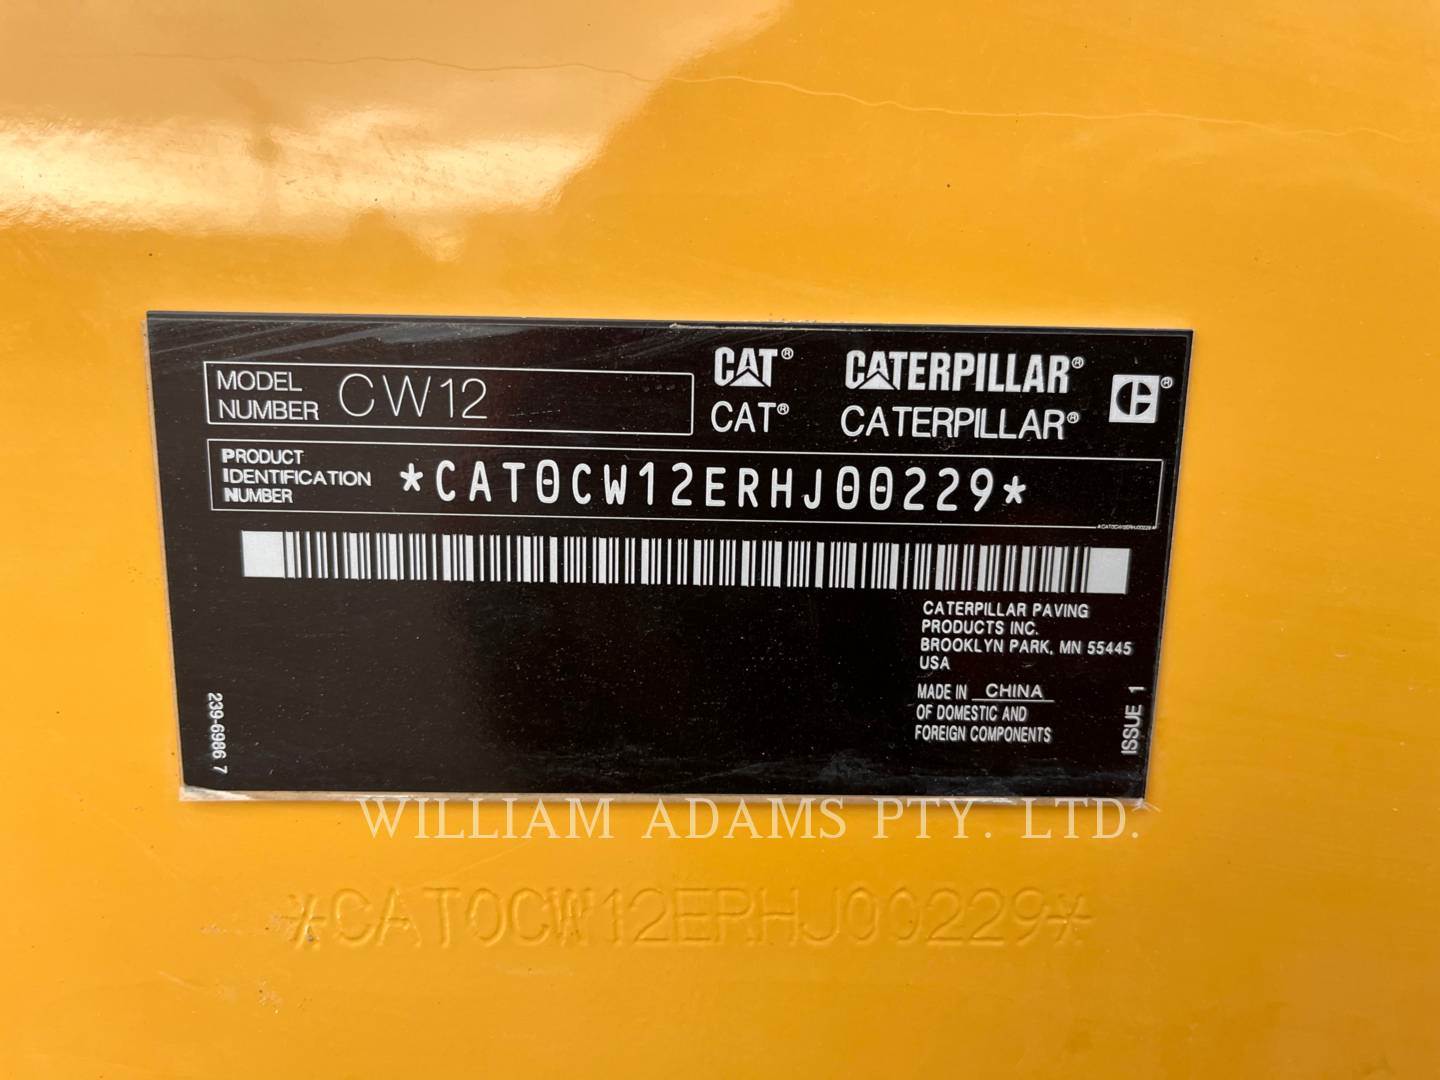 MODEL NUMBER CW12
CAT® CATERPILLAR®
CAT® CATERPILLAR®
PRODUCT IDENTIFICATION NUMBER *CAT0CW12ERHJ00229*
*CAT0CW12ERHJ00229*
CATERPILLAR PAVING
PRODUCTS INC.
BROOKLYN PARK, MN 55445
USA
MADE IN CHINA
OF DOMESTIC AND
FOREIGN COMPONENTS
239-6986 7
ISSUE 1
WILLIAM ADAMS PTY. LTD.
*CAT0CW12ERHJ00229*